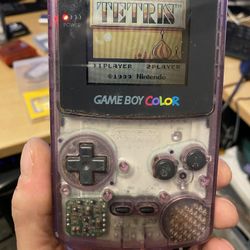 TETRIS
1PLAYER 2PLAYER
©1989 Nintendo
POWER
GAME BOY COLOR